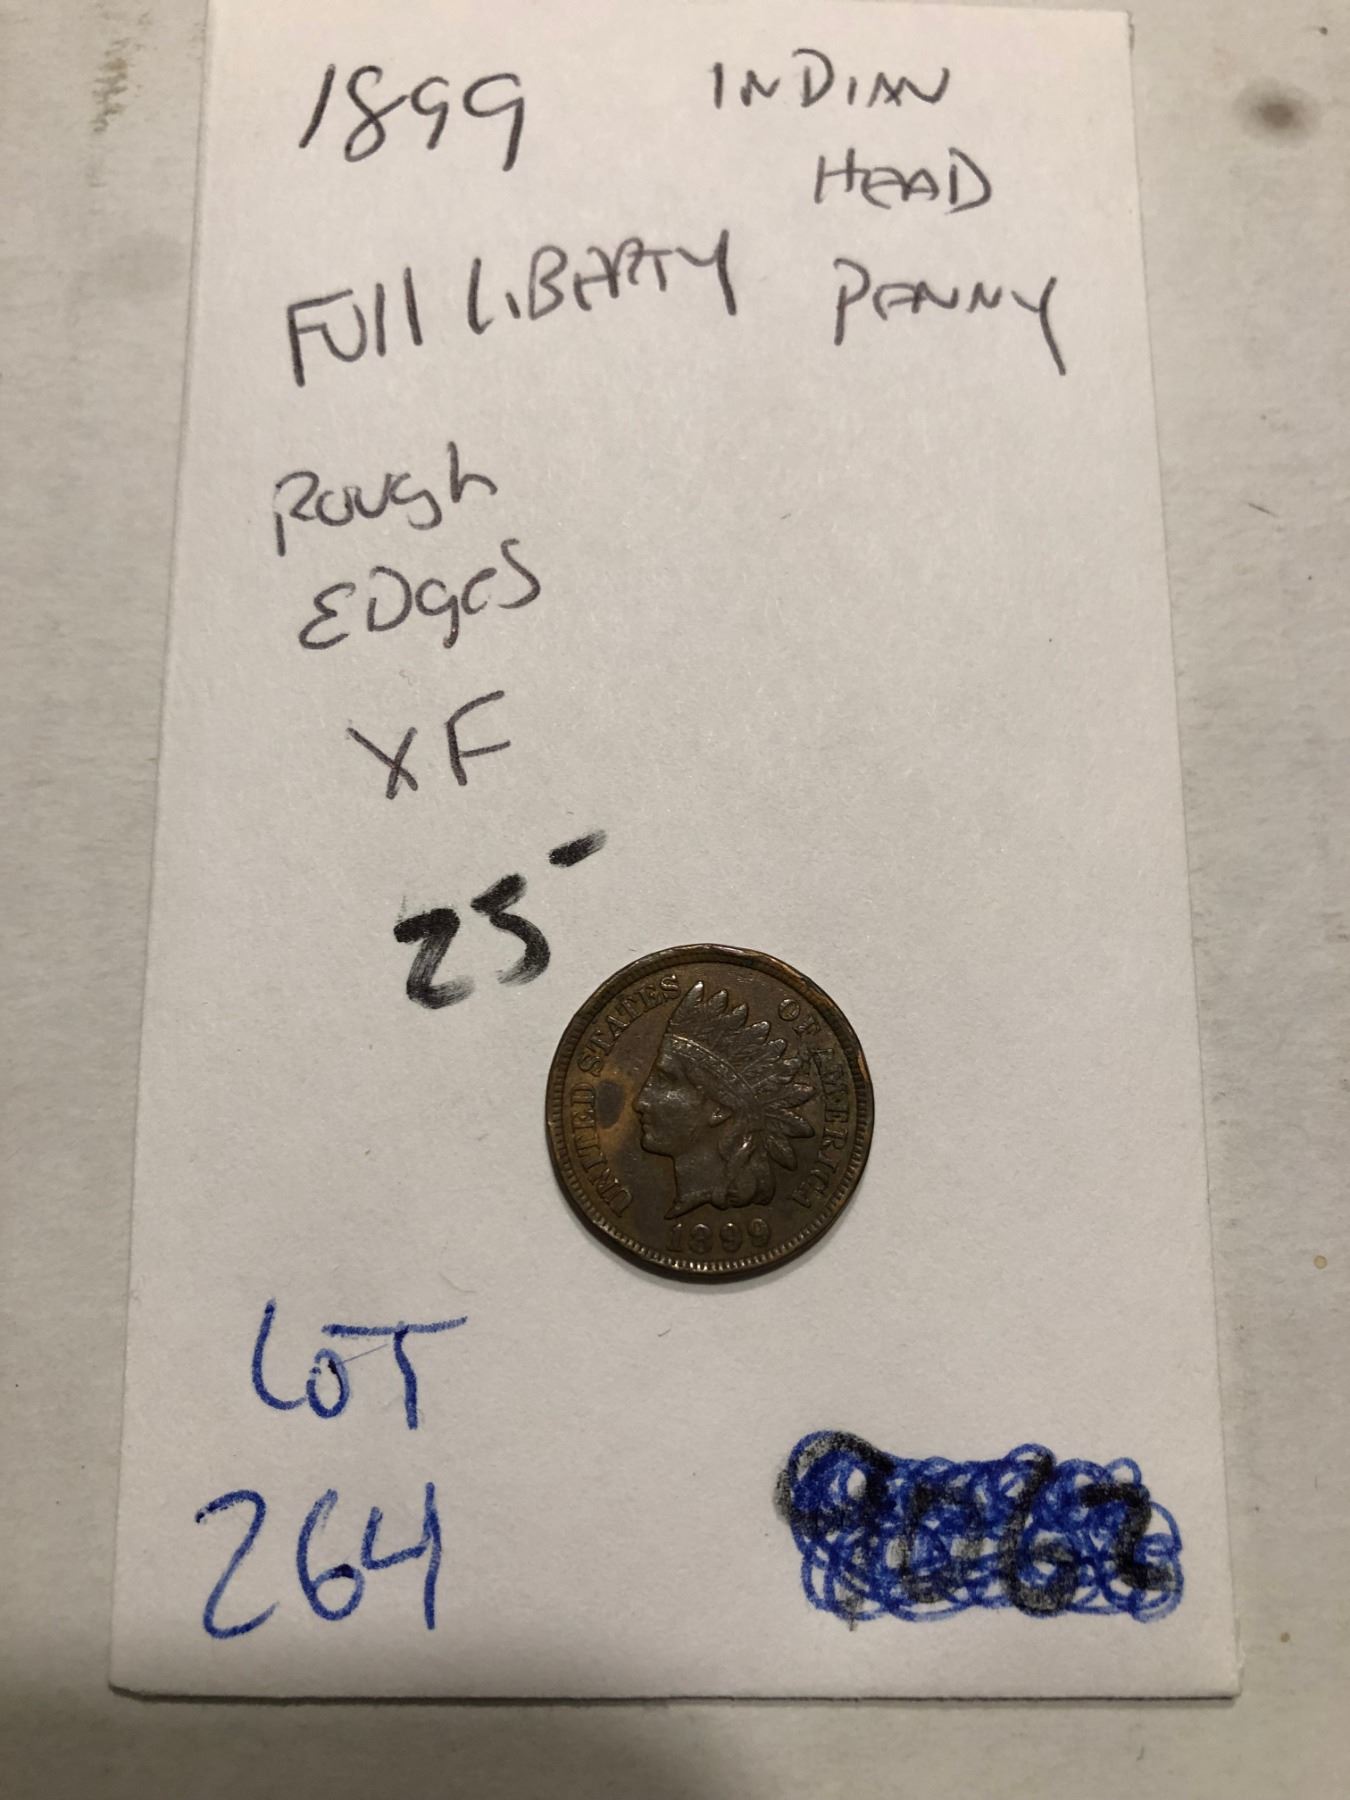 1899
INDIAN
HEAD
PENNY
FUll LIBERTY
Rough
EDges
XF
25-
UNITED STATES OF AMERICA
1899
LOT
264